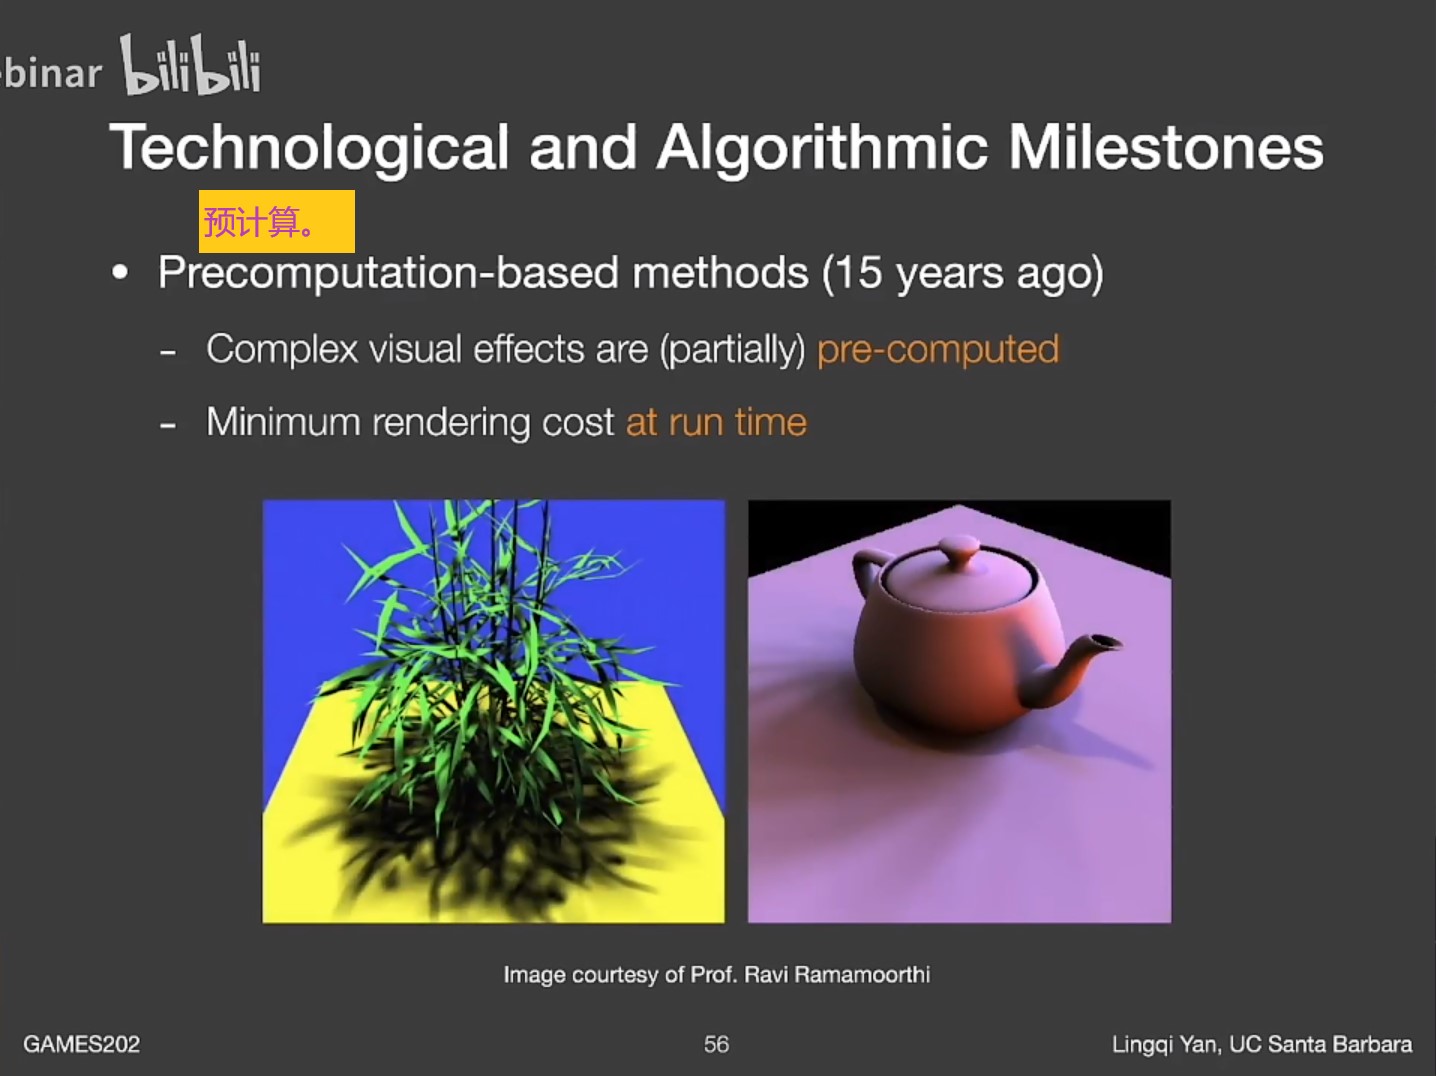 binar bilibili
Technological and Algorithmic Milestones
预计算。
• Precomputation-based methods (15 years ago)
- Complex visual effects are (partially) pre-computed
- Minimum rendering cost at run time
Image courtesy of Prof. Ravi Ramamoorthi
GAMES202
56
Lingqi Yan, UC Santa Barbara